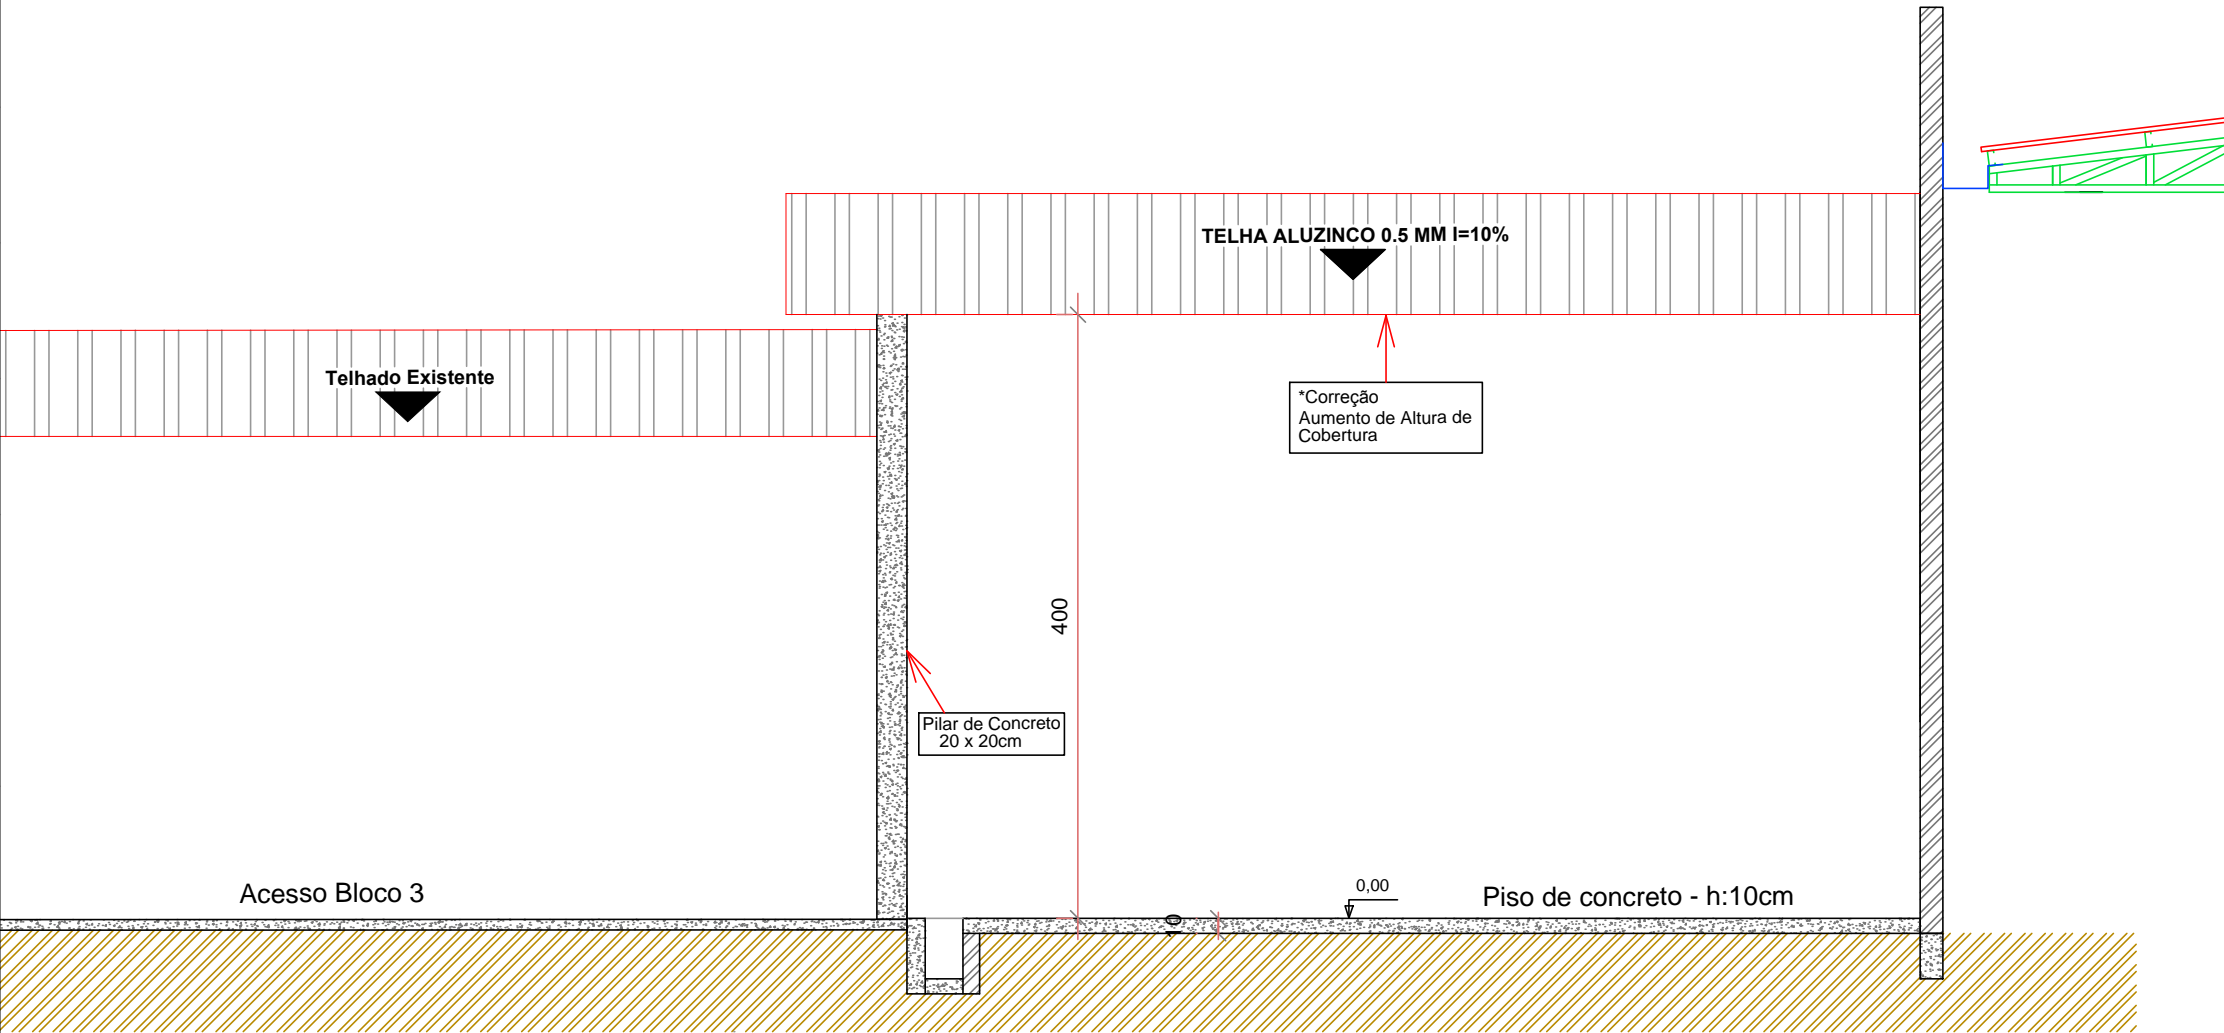 TELHA ALUZINCO 0.5 MM I=10%
Telhado Existente
*Correção
Aumento de Altura de
Cobertura
400
Pilar de Concreto
20 x 20cm
Acesso Bloco 3
0,00
Piso de concreto - h:10cm
10